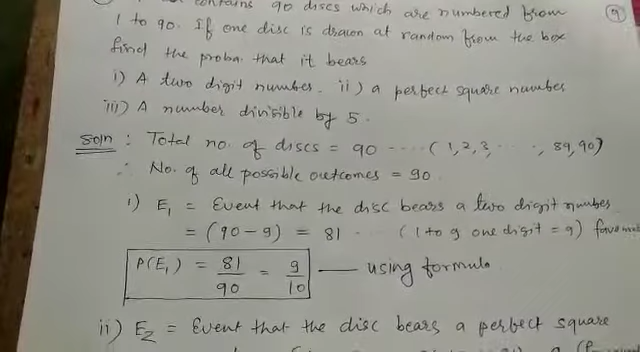 contains 90 discs which are numbered from
9
1 to 90. If one disc is drawn at random from the box
find the proba. that it bears
i) A two digit number. ii) a perfect square number
iii) A number divisible by 5.
Soln : Total no. of discs = 90 ---- (1, 2, 3, ----, 89, 90)
∴ No. of all possible outcomes = 90.
i) E₁ = Event that the disc bears a two digit number
= (90-9) = 81 --- (1 to 9 one digit = 9)
P(E₁) = 81/90 = 9/10 — using formula
ii) E₂ = Event that the disc bears a perfect square